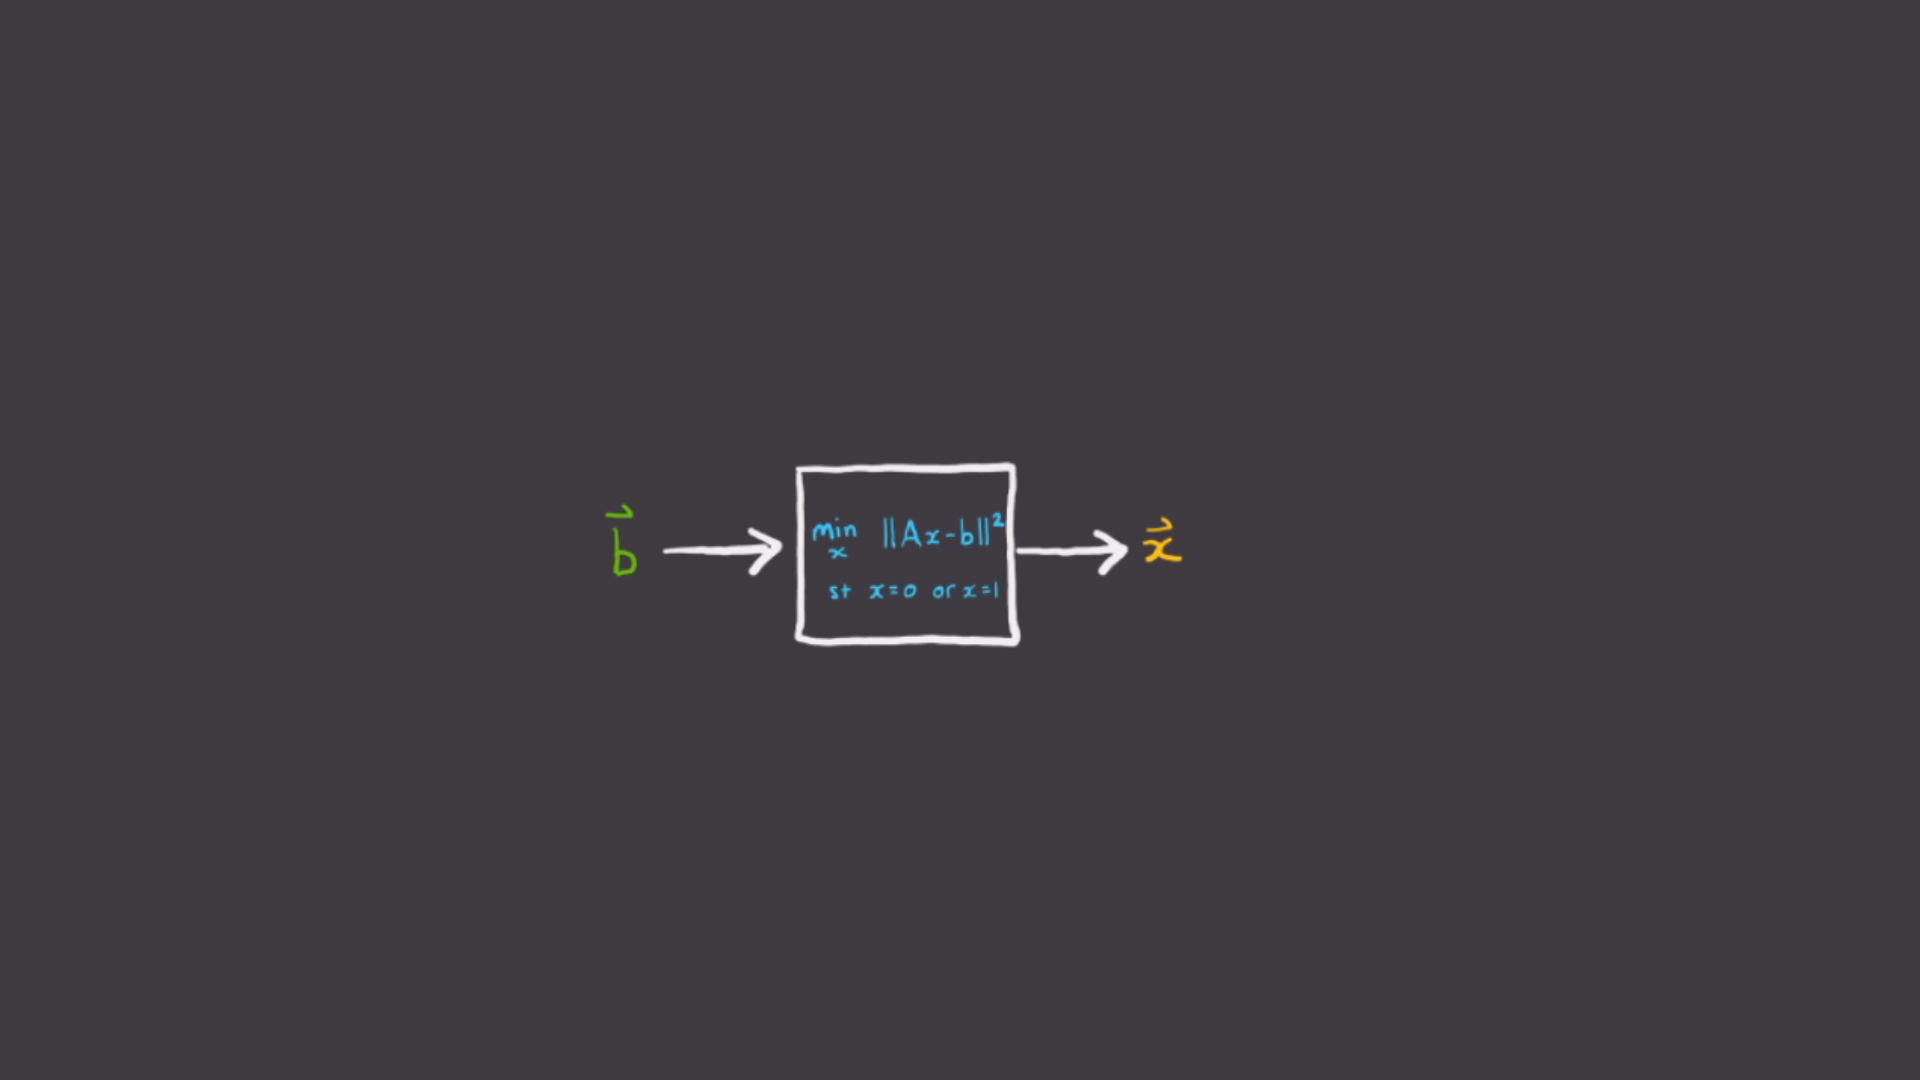 b⃗
min ||Ax-b||²
x
st x=0 or x=1
x⃗